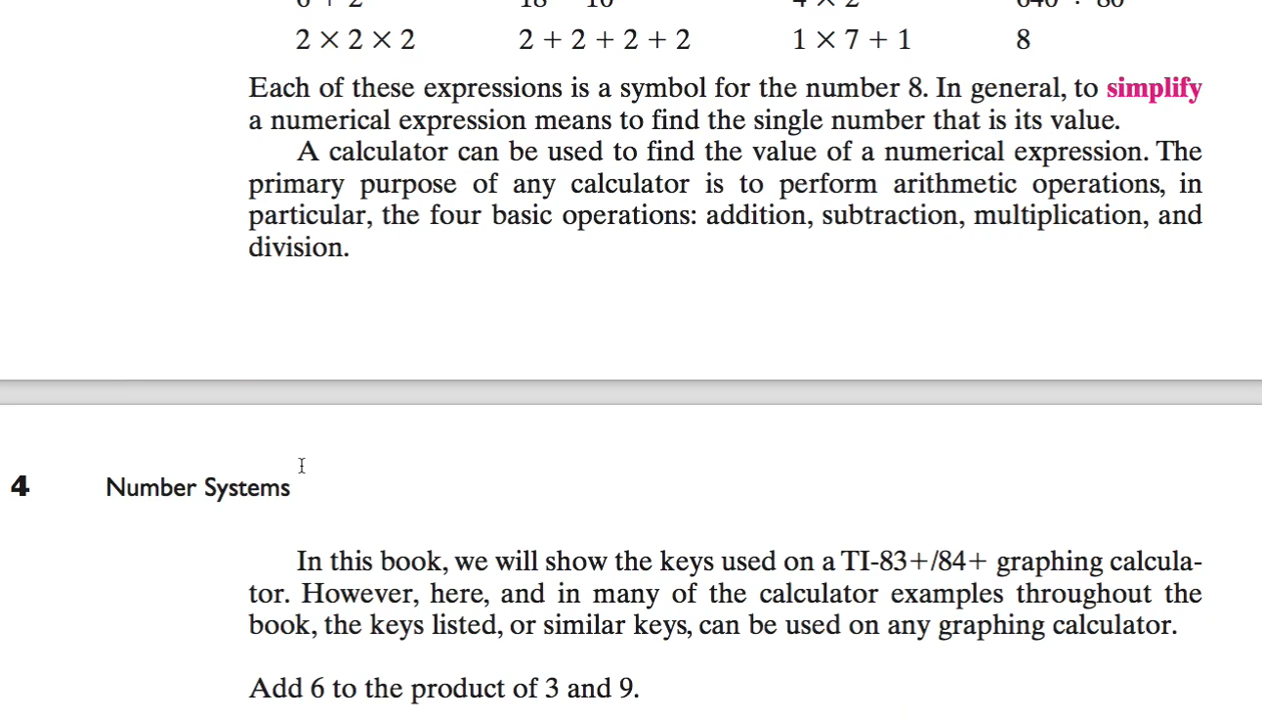 2 × 2 × 2 2 + 2 + 2 + 2 1 × 7 + 1 8
Each of these expressions is a symbol for the number 8. In general, to simplify
a numerical expression means to find the single number that is its value.
A calculator can be used to find the value of a numerical expression. The
primary purpose of any calculator is to perform arithmetic operations, in
particular, the four basic operations: addition, subtraction, multiplication, and
division.
4 Number Systems
In this book, we will show the keys used on a TI-83+/84+ graphing calcula-
tor. However, here, and in many of the calculator examples throughout the
book, the keys listed, or similar keys, can be used on any graphing calculator.
Add 6 to the product of 3 and 9.